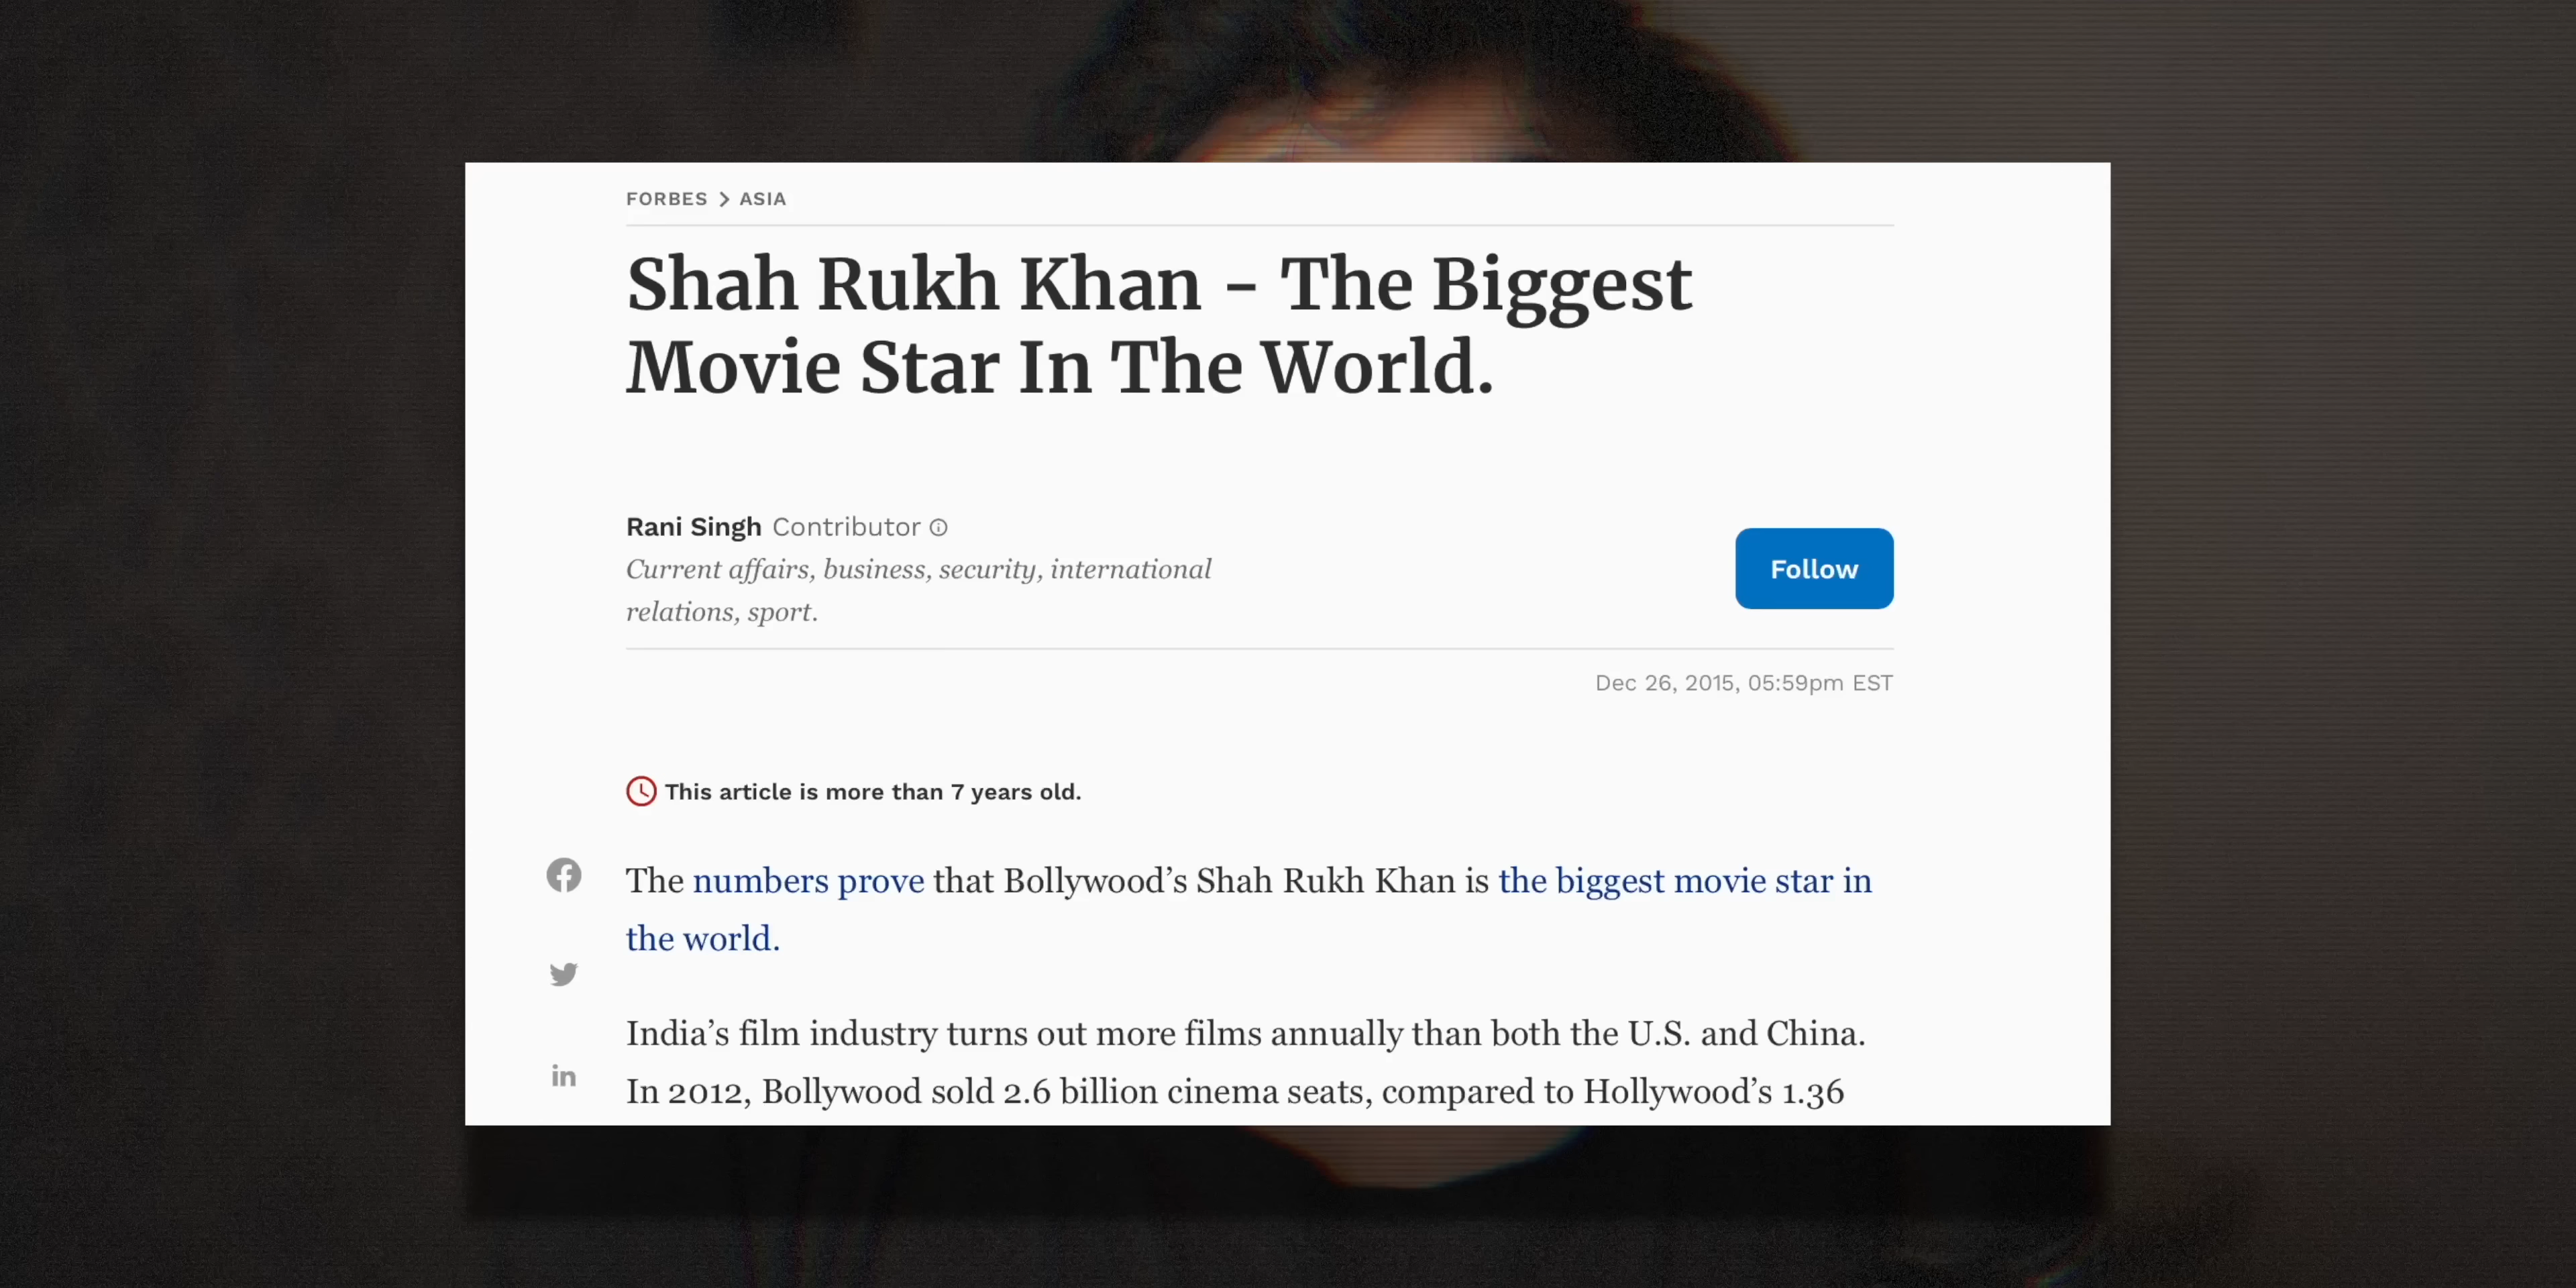 FORBES > ASIA
Shah Rukh Khan – The Biggest
Movie Star In The World.
Rani Singh Contributor
Current affairs, business, security, international
relations, sport.
Follow
Dec 26, 2015, 05:59pm EST
This article is more than 7 years old.
The numbers prove that Bollywood’s Shah Rukh Khan is the biggest movie star in
the world.
India’s film industry turns out more films annually than both the U.S. and China.
in
In 2012, Bollywood sold 2.6 billion cinema seats, compared to Hollywood’s 1.36